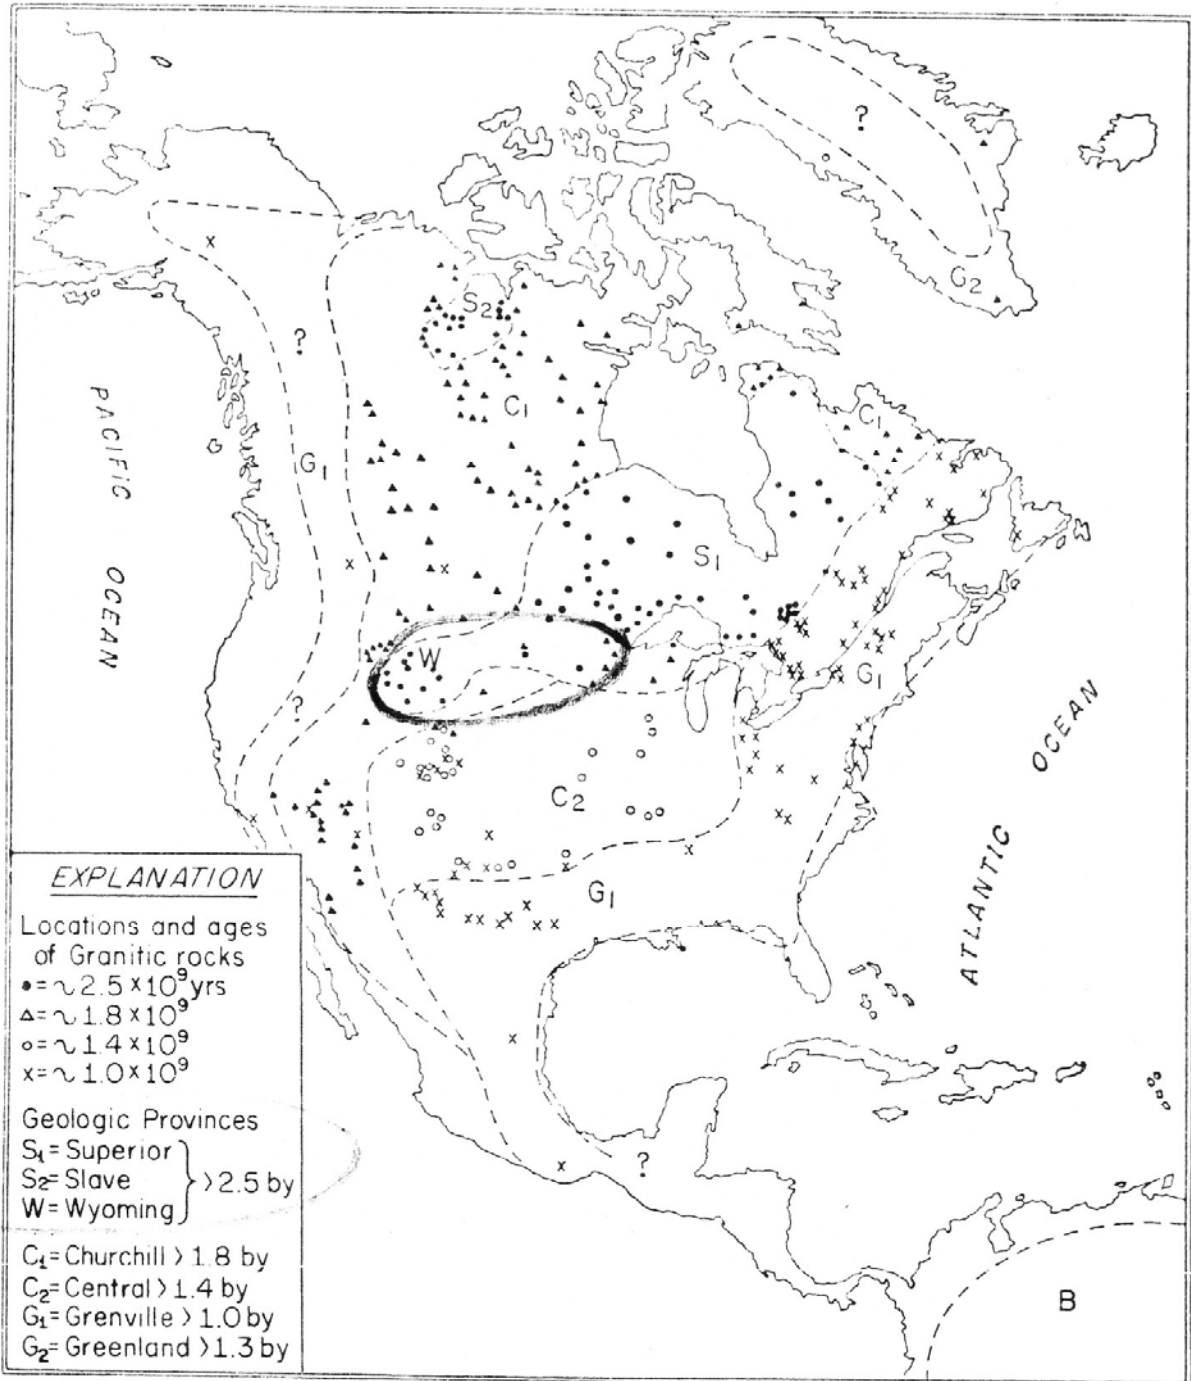 ?
G2
S2
?
C1
C1
G1
PACIFIC
OCEAN
S1
W
G1
?
C2
G1
ATLANTIC
OCEAN
?
B
EXPLANATION
Locations and ages
of Granitic rocks
• = ~ 2.5 × 10⁹ yrs
▵ = ~ 1.8 × 10⁹
o = ~ 1.4 × 10⁹
x = ~ 1.0 × 10⁹
Geologic Provinces
S1 = Superior
S2 = Slave
W = Wyoming
} > 2.5 by
C1 = Churchill > 1.8 by
C2 = Central > 1.4 by
G1 = Grenville > 1.0 by
G2 = Greenland > 1.3 by